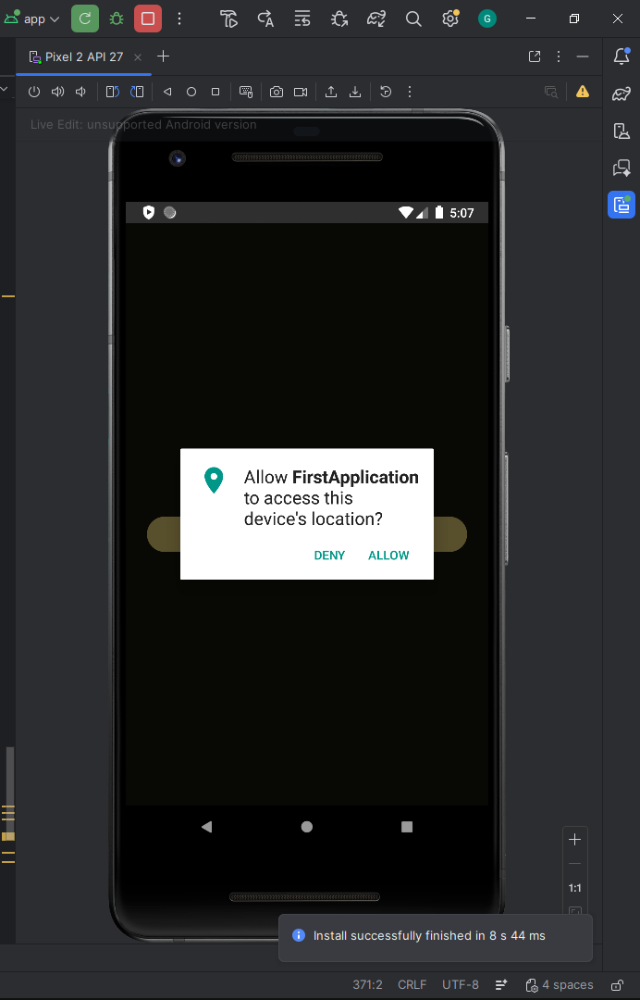 app
G
Pixel 2 API 27
Live Edit: unsupported Android version
5:07
Allow FirstApplication
to access this
device's location?
DENY
ALLOW
1:1
Install successfully finished in 8 s 44 ms
371:2
CRLF
UTF-8
4 spaces